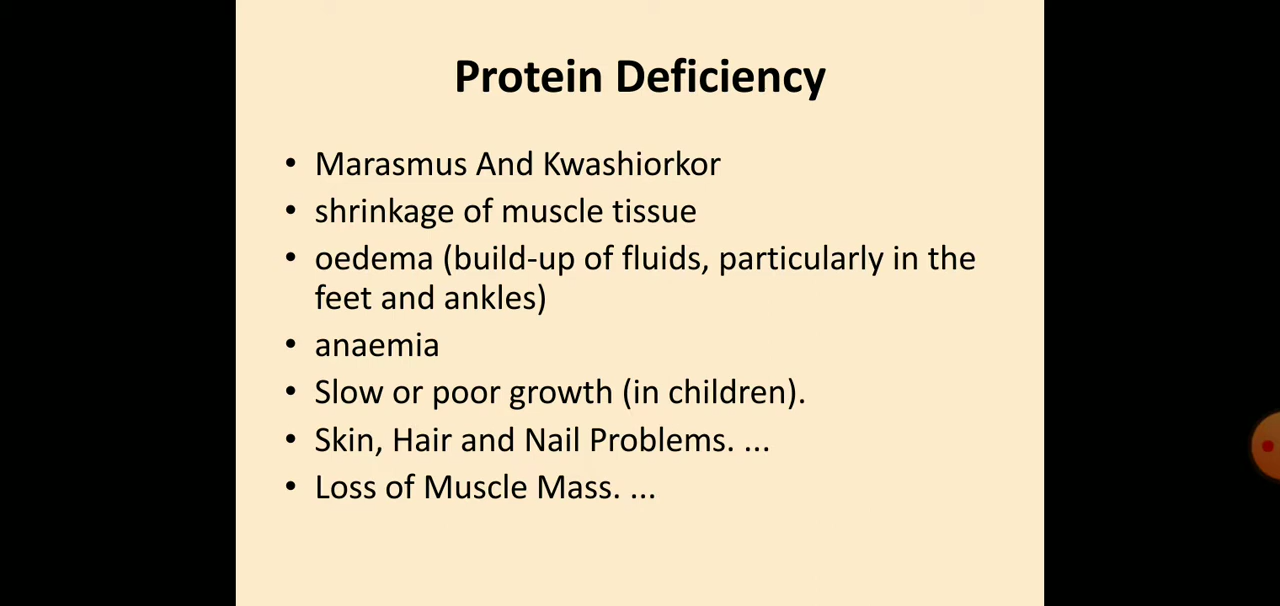 Protein Deficiency
• Marasmus And Kwashiorkor
• shrinkage of muscle tissue
• oedema (build-up of fluids, particularly in the
feet and ankles)
• anaemia
• Slow or poor growth (in children).
• Skin, Hair and Nail Problems. ...
• Loss of Muscle Mass. ...